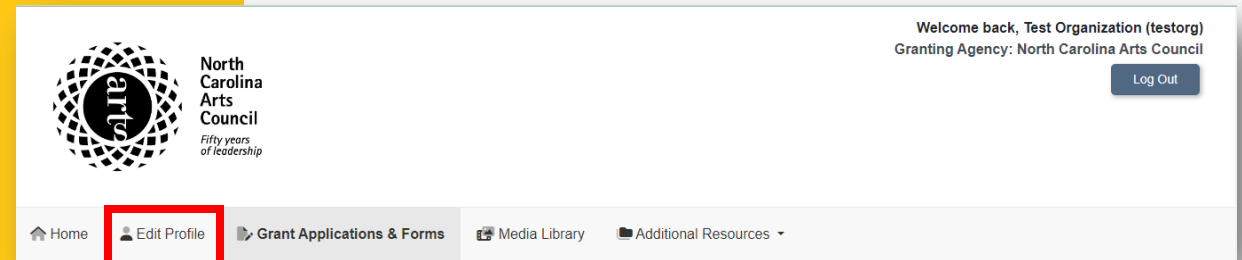 Welcome back, Test Organization (testorg)
Granting Agency: North Carolina Arts Council
Log Out
arts
North
Carolina
Arts
Council
Fifty years
of leadership
Home
Edit Profile
Grant Applications & Forms
Media Library
Additional Resources